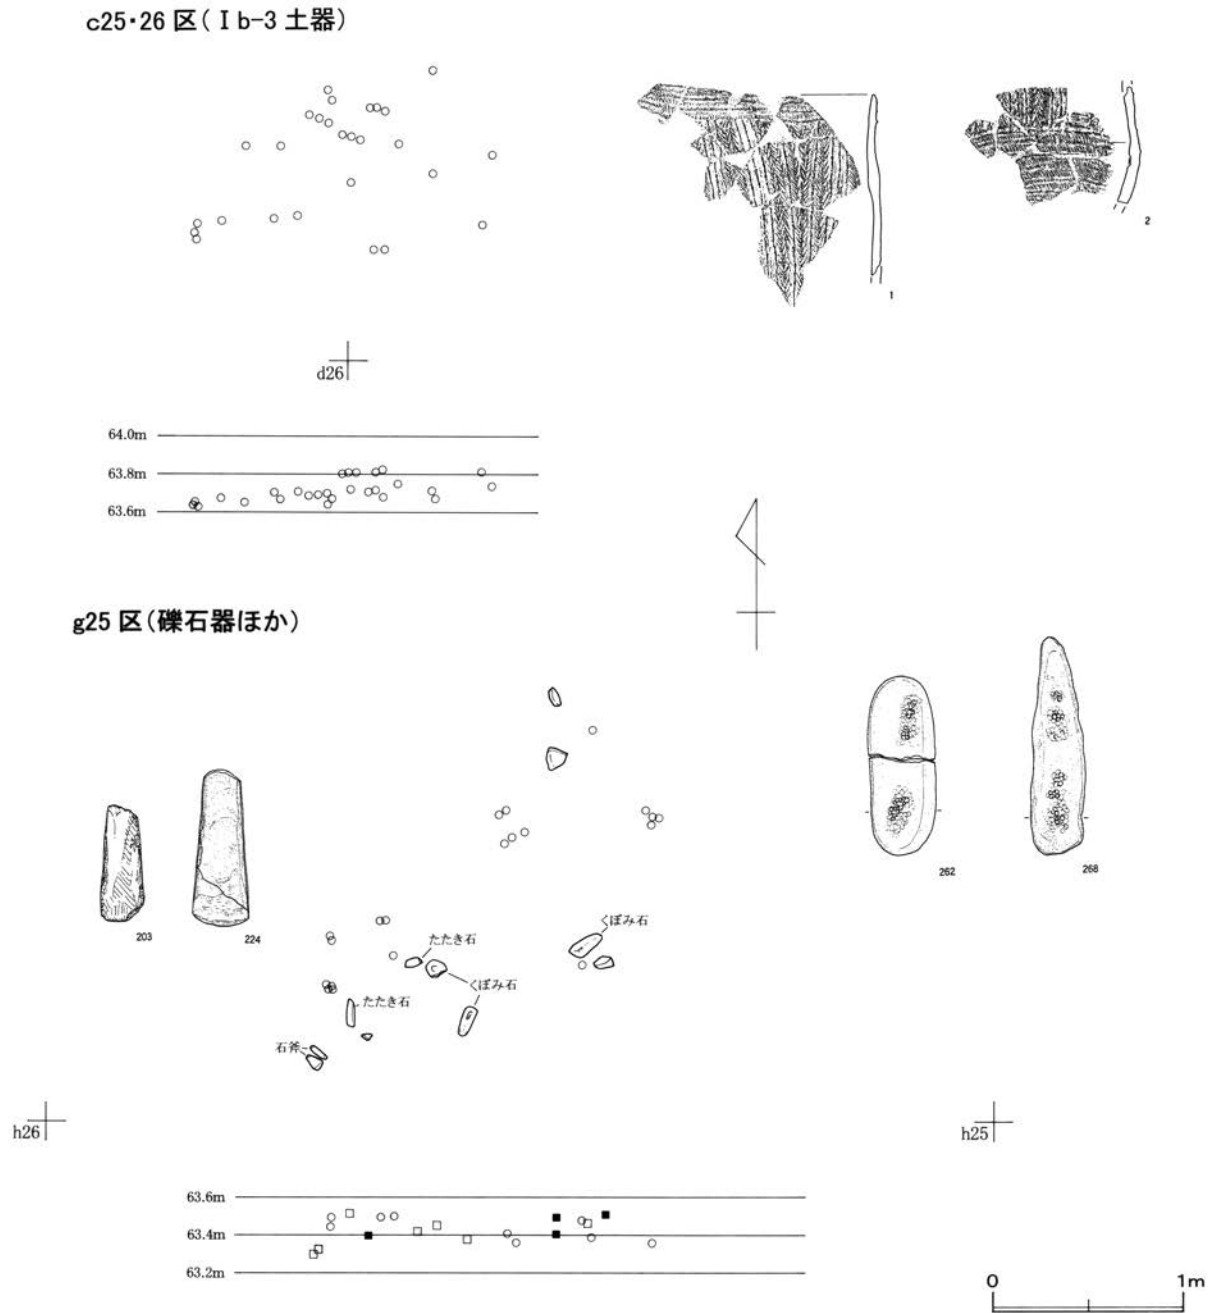 c25・26 区(Ⅰb-3 土器)
1
2
d26
64.0m
63.8m
63.6m
g25 区(礫石器ほか)
203
224
262
268
くぼみ石
たたき石
くぼみ石
たたき石
石斧
h26
h25
63.6m
63.4m
63.2m
0 1m